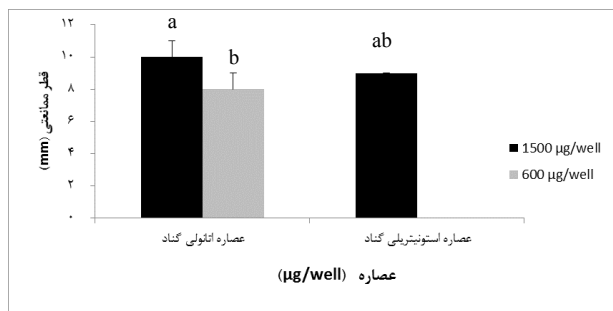 ۱۲
۱۰
۸
۶
۴
۲
۰
قطر ممانعتی (mm)
a
b
ab
عصاره اتانولی گناد
عصاره استونیتریلی گناد
عصاره (µg/well)
1500 µg/well
600 µg/well